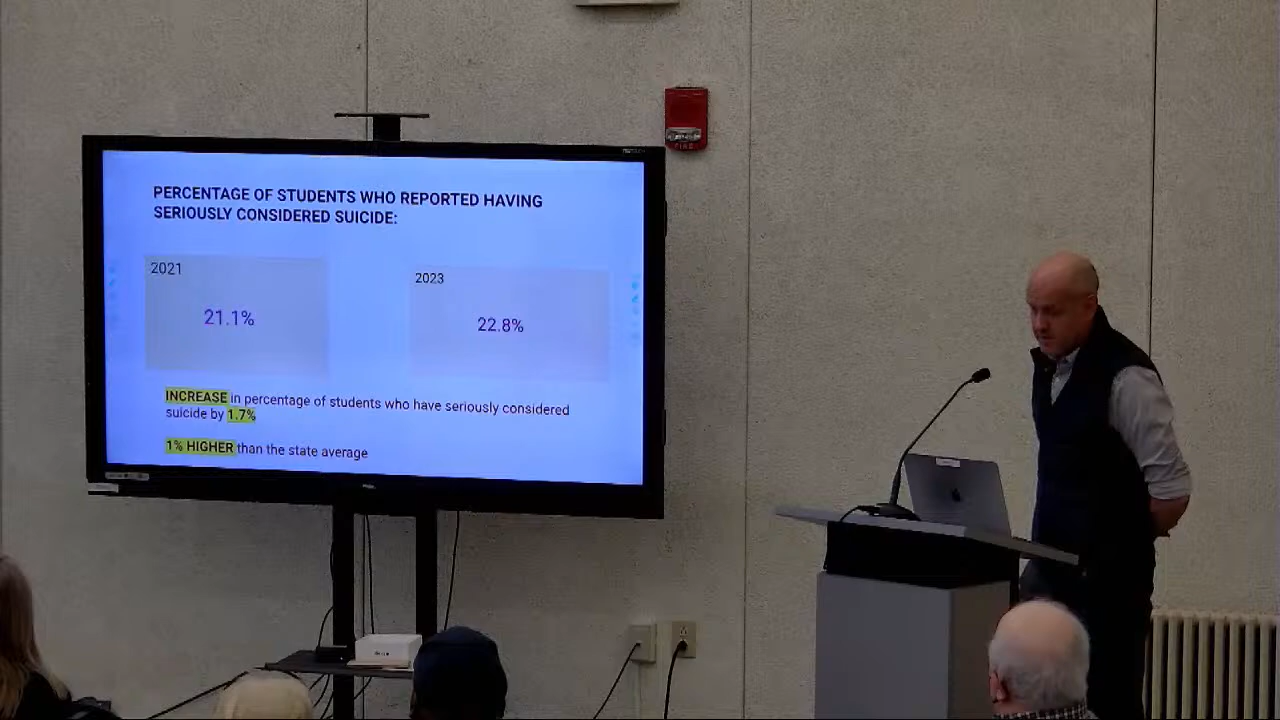 PERCENTAGE OF STUDENTS WHO REPORTED HAVING
SERIOUSLY CONSIDERED SUICIDE:
2021
2023
21.1%
22.8%
INCREASE in percentage of students who have seriously considered
suicide by 1.7%
1% HIGHER than the state average
FIRE